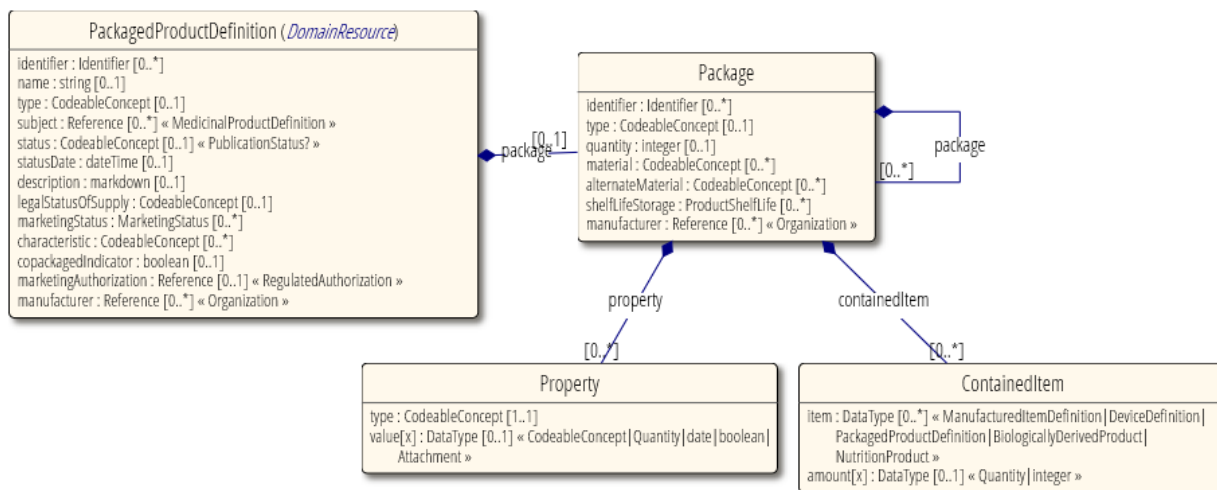 PackagedProductDefinition (DomainResource)
identifier : Identifier [0..*]
name : string [0..1]
type : CodeableConcept [0..1]
subject : Reference [0..*] « MedicinalProductDefinition »
status : CodeableConcept [0..1] « PublicationStatus? »
statusDate : dateTime [0..1]
description : markdown [0..1]
legalStatusOfSupply : CodeableConcept [0..1]
marketingStatus : MarketingStatus [0..*]
characteristic : CodeableConcept [0..*]
copackagedIndicator : boolean [0..1]
marketingAuthorization : Reference [0..1] « RegulatedAuthorization »
manufacturer : Reference [0..*] « Organization »
package
[0..1]
Package
identifier : Identifier [0..*]
type : CodeableConcept [0..1]
quantity : integer [0..1]
material : CodeableConcept [0..*]
alternateMaterial : CodeableConcept [0..*]
shelfLifeStorage : ProductShelfLife [0..*]
manufacturer : Reference [0..*] « Organization »
package
[0..*]
property
[0..*]
containedItem
[0..*]
Property
type : CodeableConcept [1..1]
value[x] : DataType [0..1] « CodeableConcept|Quantity|date|boolean|
Attachment »
ContainedItem
item : DataType [0..*] « ManufacturedItemDefinition|DeviceDefinition|
PackagedProductDefinition|BiologicallyDerivedProduct|
NutritionProduct »
amount[x] : DataType [0..1] « Quantity|integer »